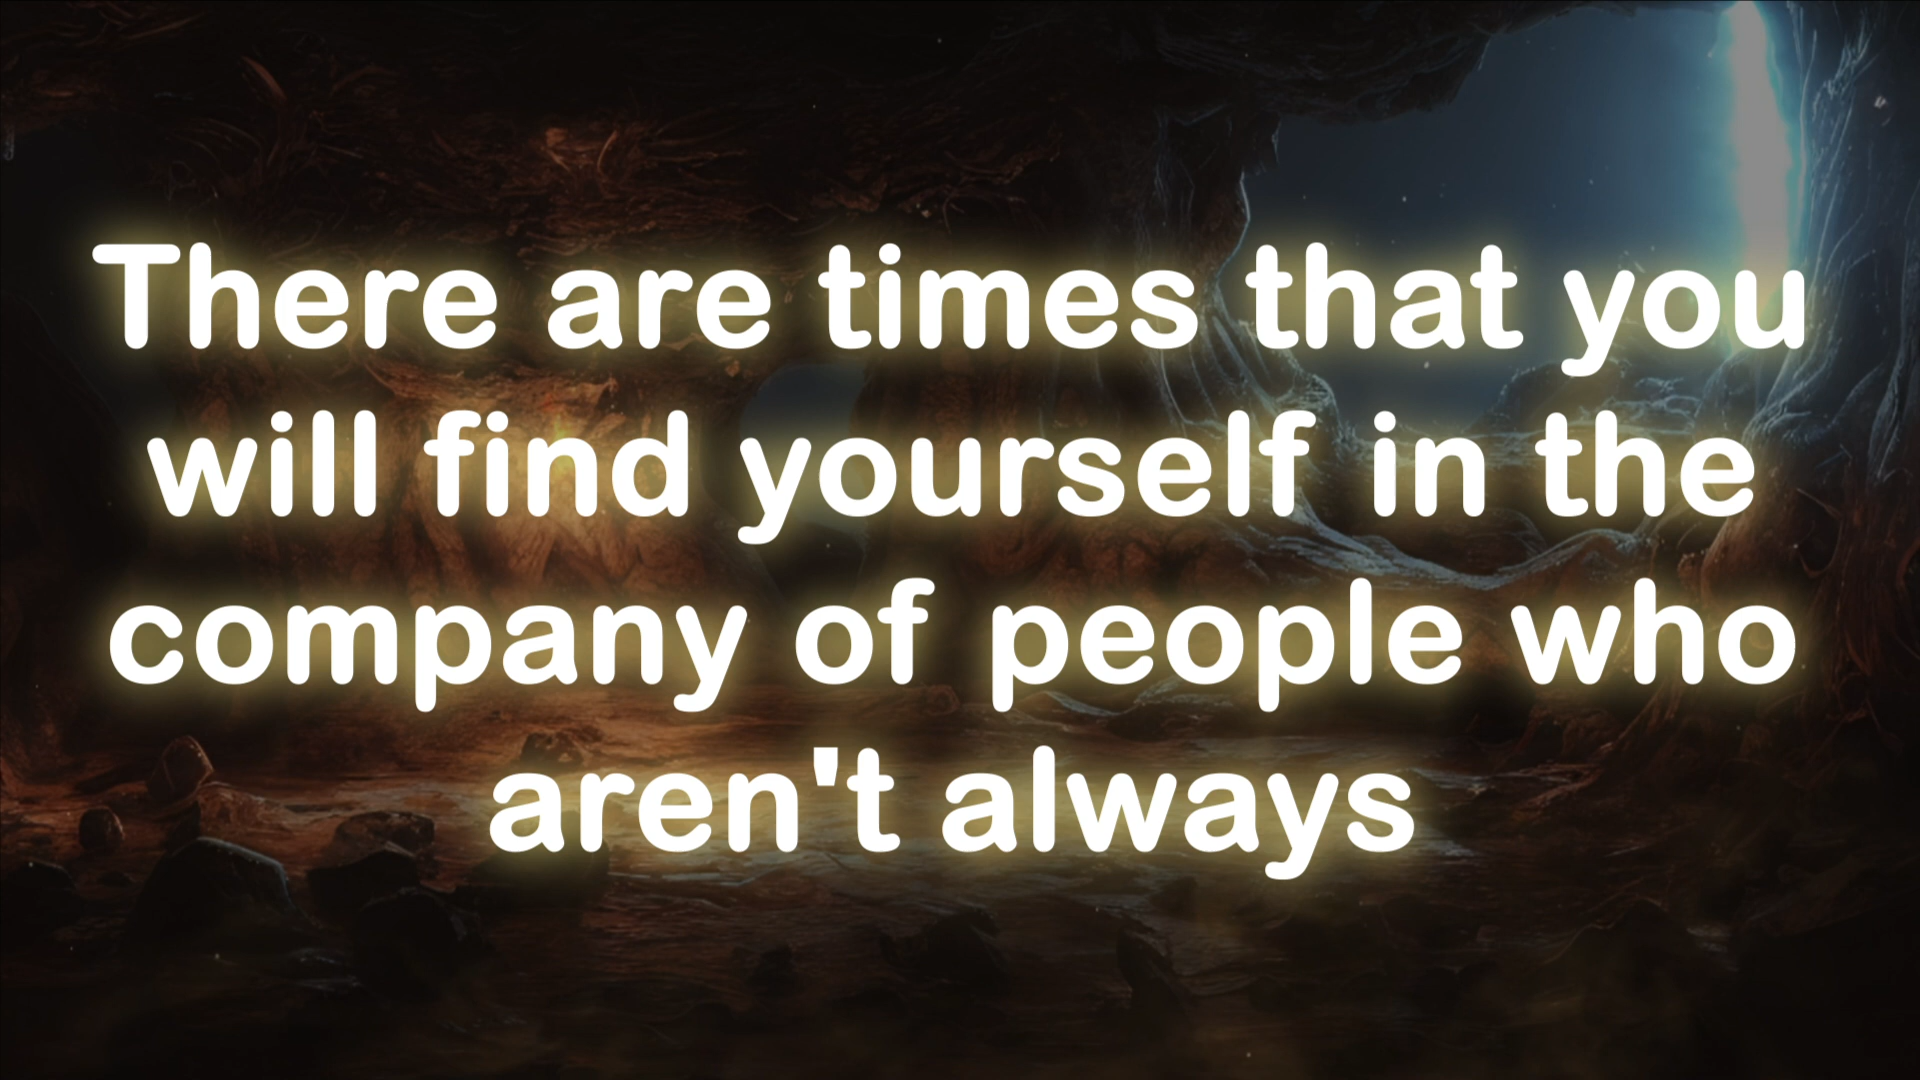 There are times that you
will find yourself in the
company of people who
aren't always